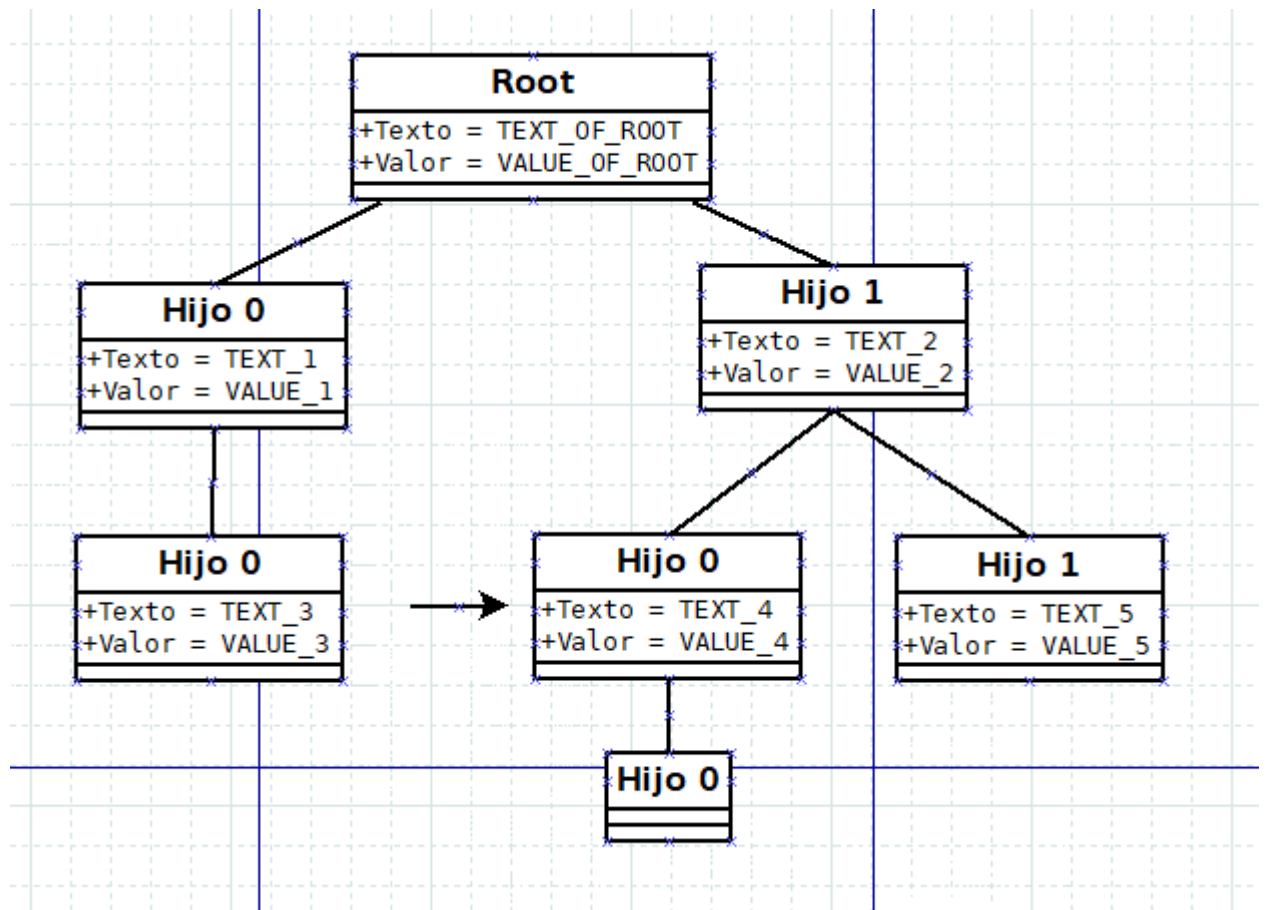 Root
+Texto = TEXT_OF_ROOT
+Valor = VALUE_OF_ROOT
Hijo 0
+Texto = TEXT_1
+Valor = VALUE_1
Hijo 1
+Texto = TEXT_2
+Valor = VALUE_2
Hijo 0
+Texto = TEXT_3
+Valor = VALUE_3
Hijo 0
+Texto = TEXT_4
+Valor = VALUE_4
Hijo 1
+Texto = TEXT_5
+Valor = VALUE_5
Hijo 0